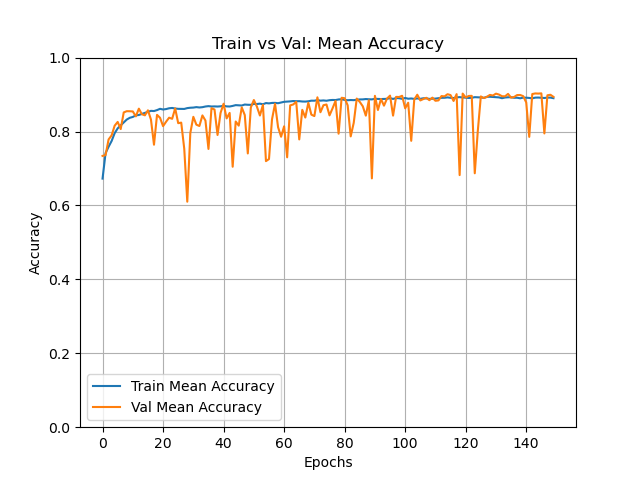 Train vs Val: Mean Accuracy
1.0
0.8
0.6
0.4
0.2
0.0
Accuracy
Train Mean Accuracy
Val Mean Accuracy
0 20 40 60 80 100 120 140
Epochs